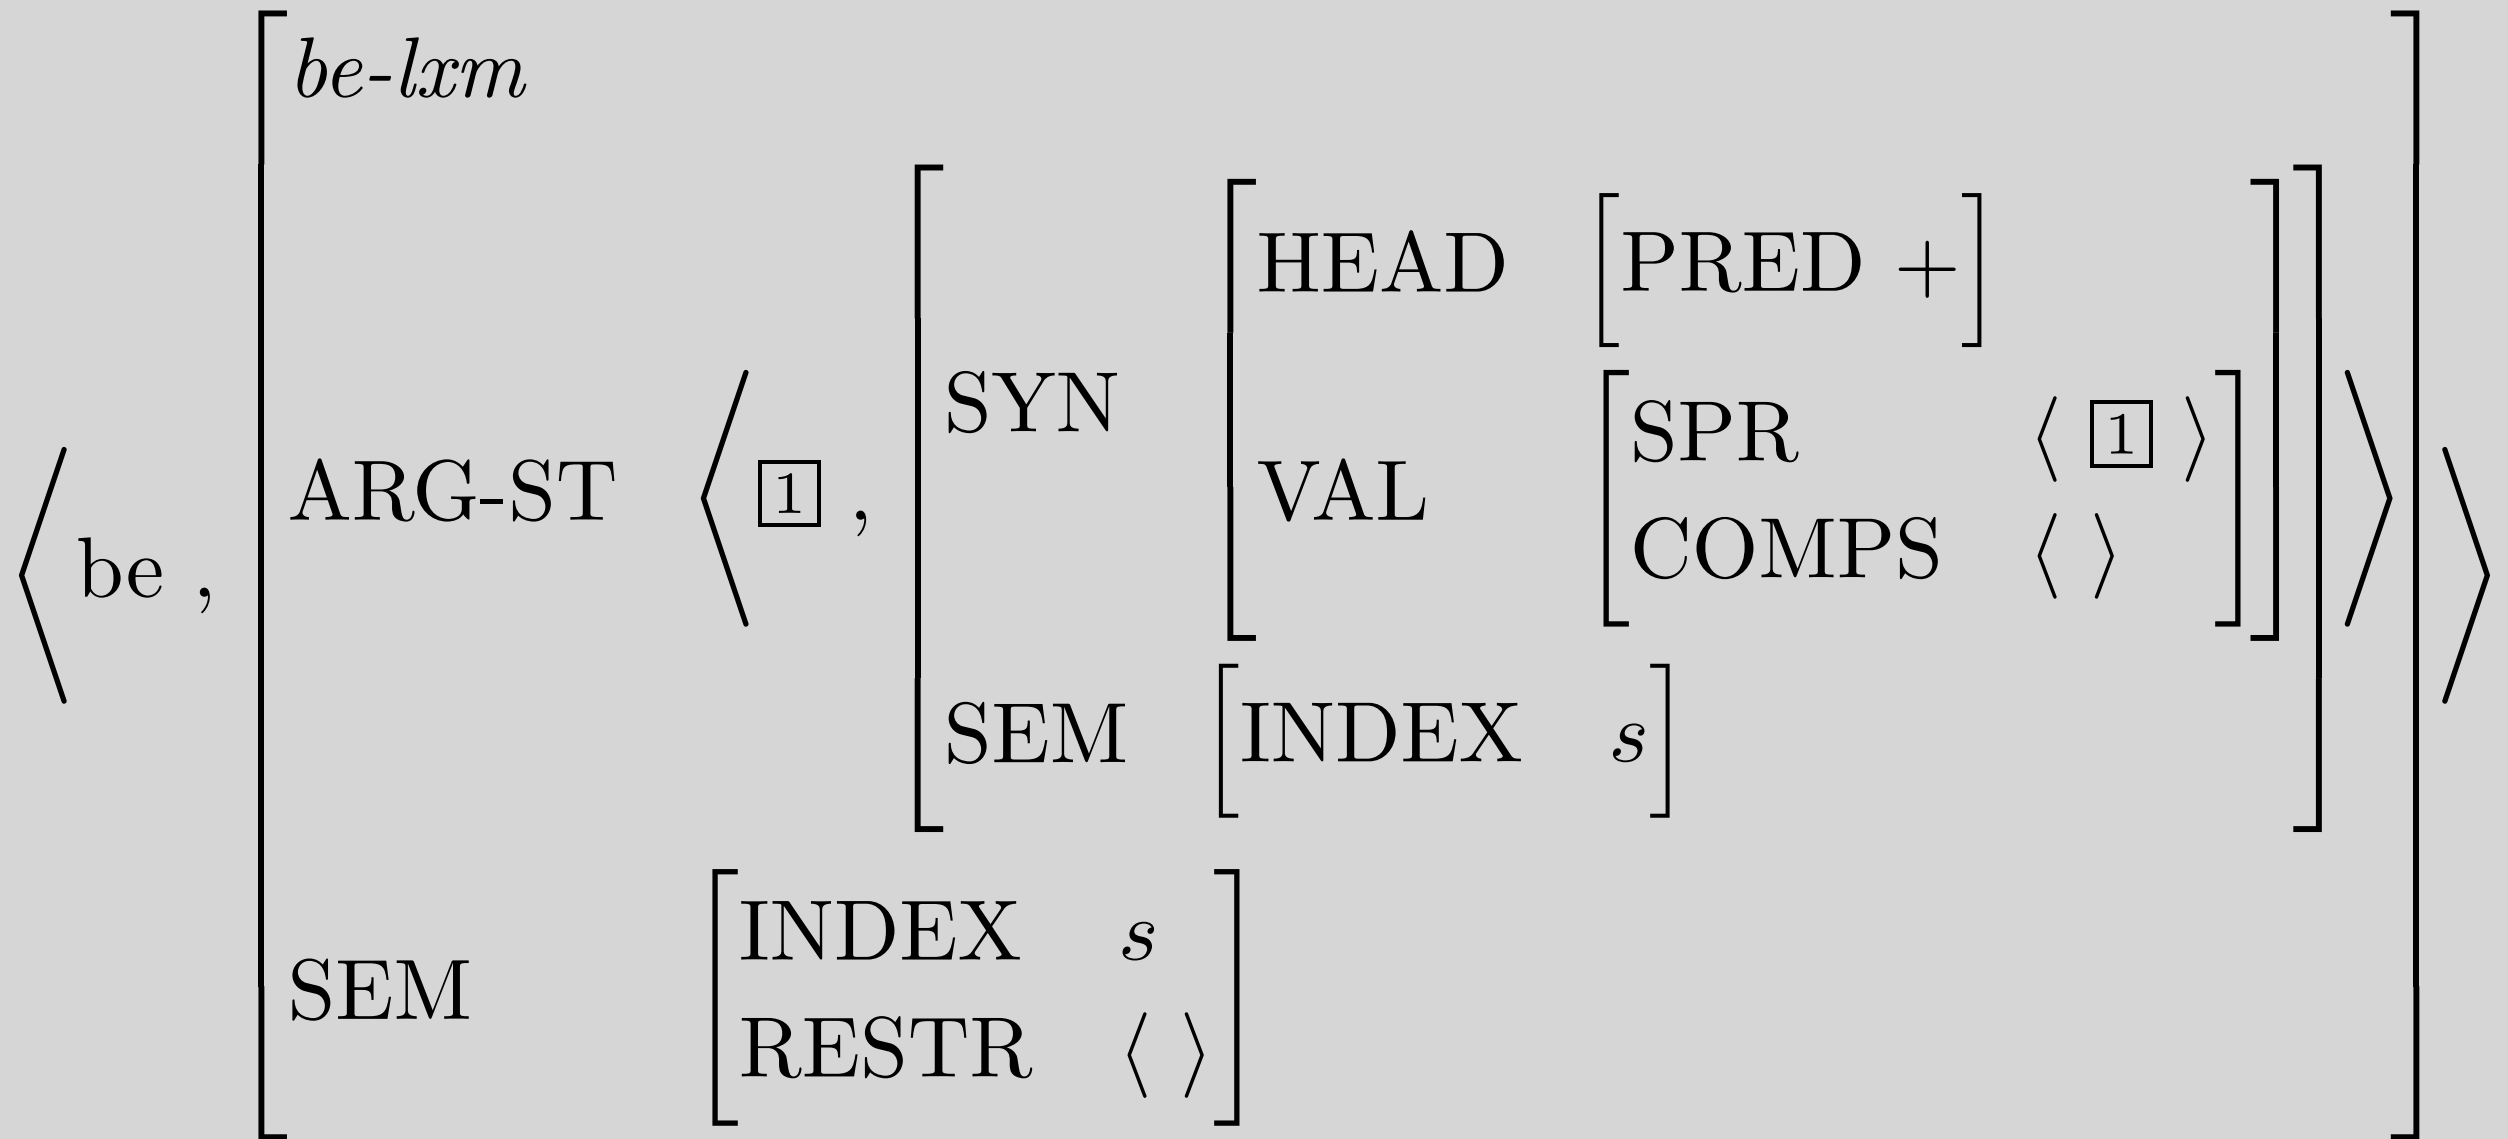 be-lxm
HEAD [PRED +]
SYN
SPR ⟨ 1 ⟩
ARG-ST ⟨ 1 ,
VAL
COMPS ⟨ ⟩
⟨ be ,
SEM [INDEX s]
INDEX s
SEM
RESTR ⟨ ⟩